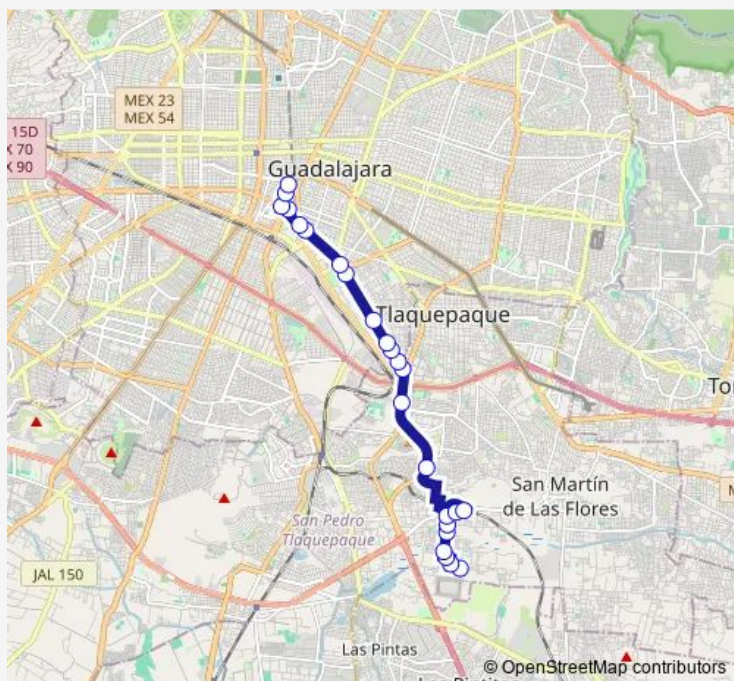 MEX 23
MEX 54
15D
70
90
Guadalajara
Tlaquepaque
San Martín
de Las Flores
San Pedro
Tlaquepaque
JAL 150
Las Pintas
© OpenStreetMap contributors